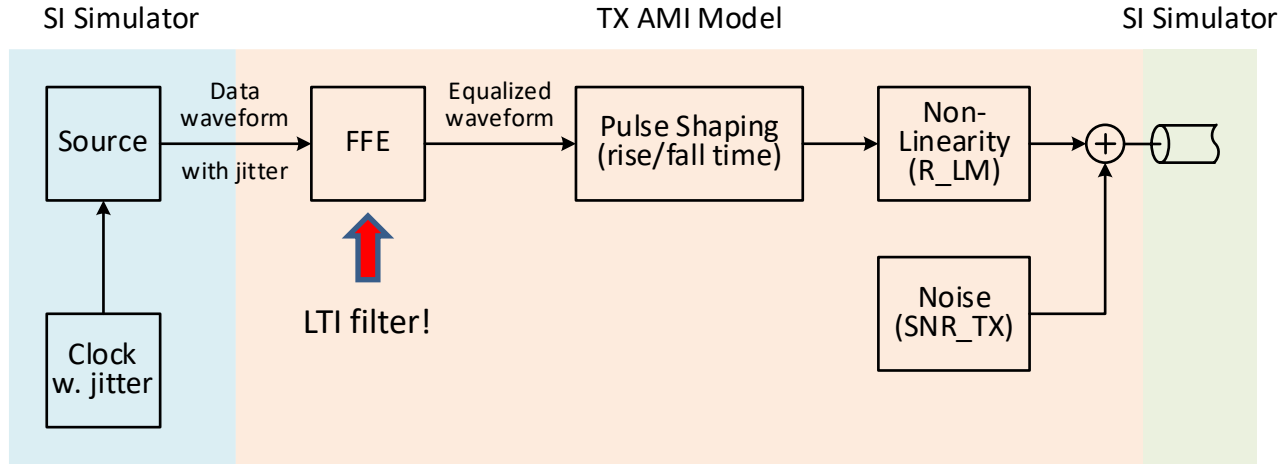 SI Simulator
TX AMI Model
SI Simulator
Source
Data
waveform
with jitter
FFE
Equalized
waveform
Pulse Shaping
(rise/fall time)
Non-
Linearity
(R_LM)
+
LTI filter!
Clock
w. jitter
Noise
(SNR_TX)